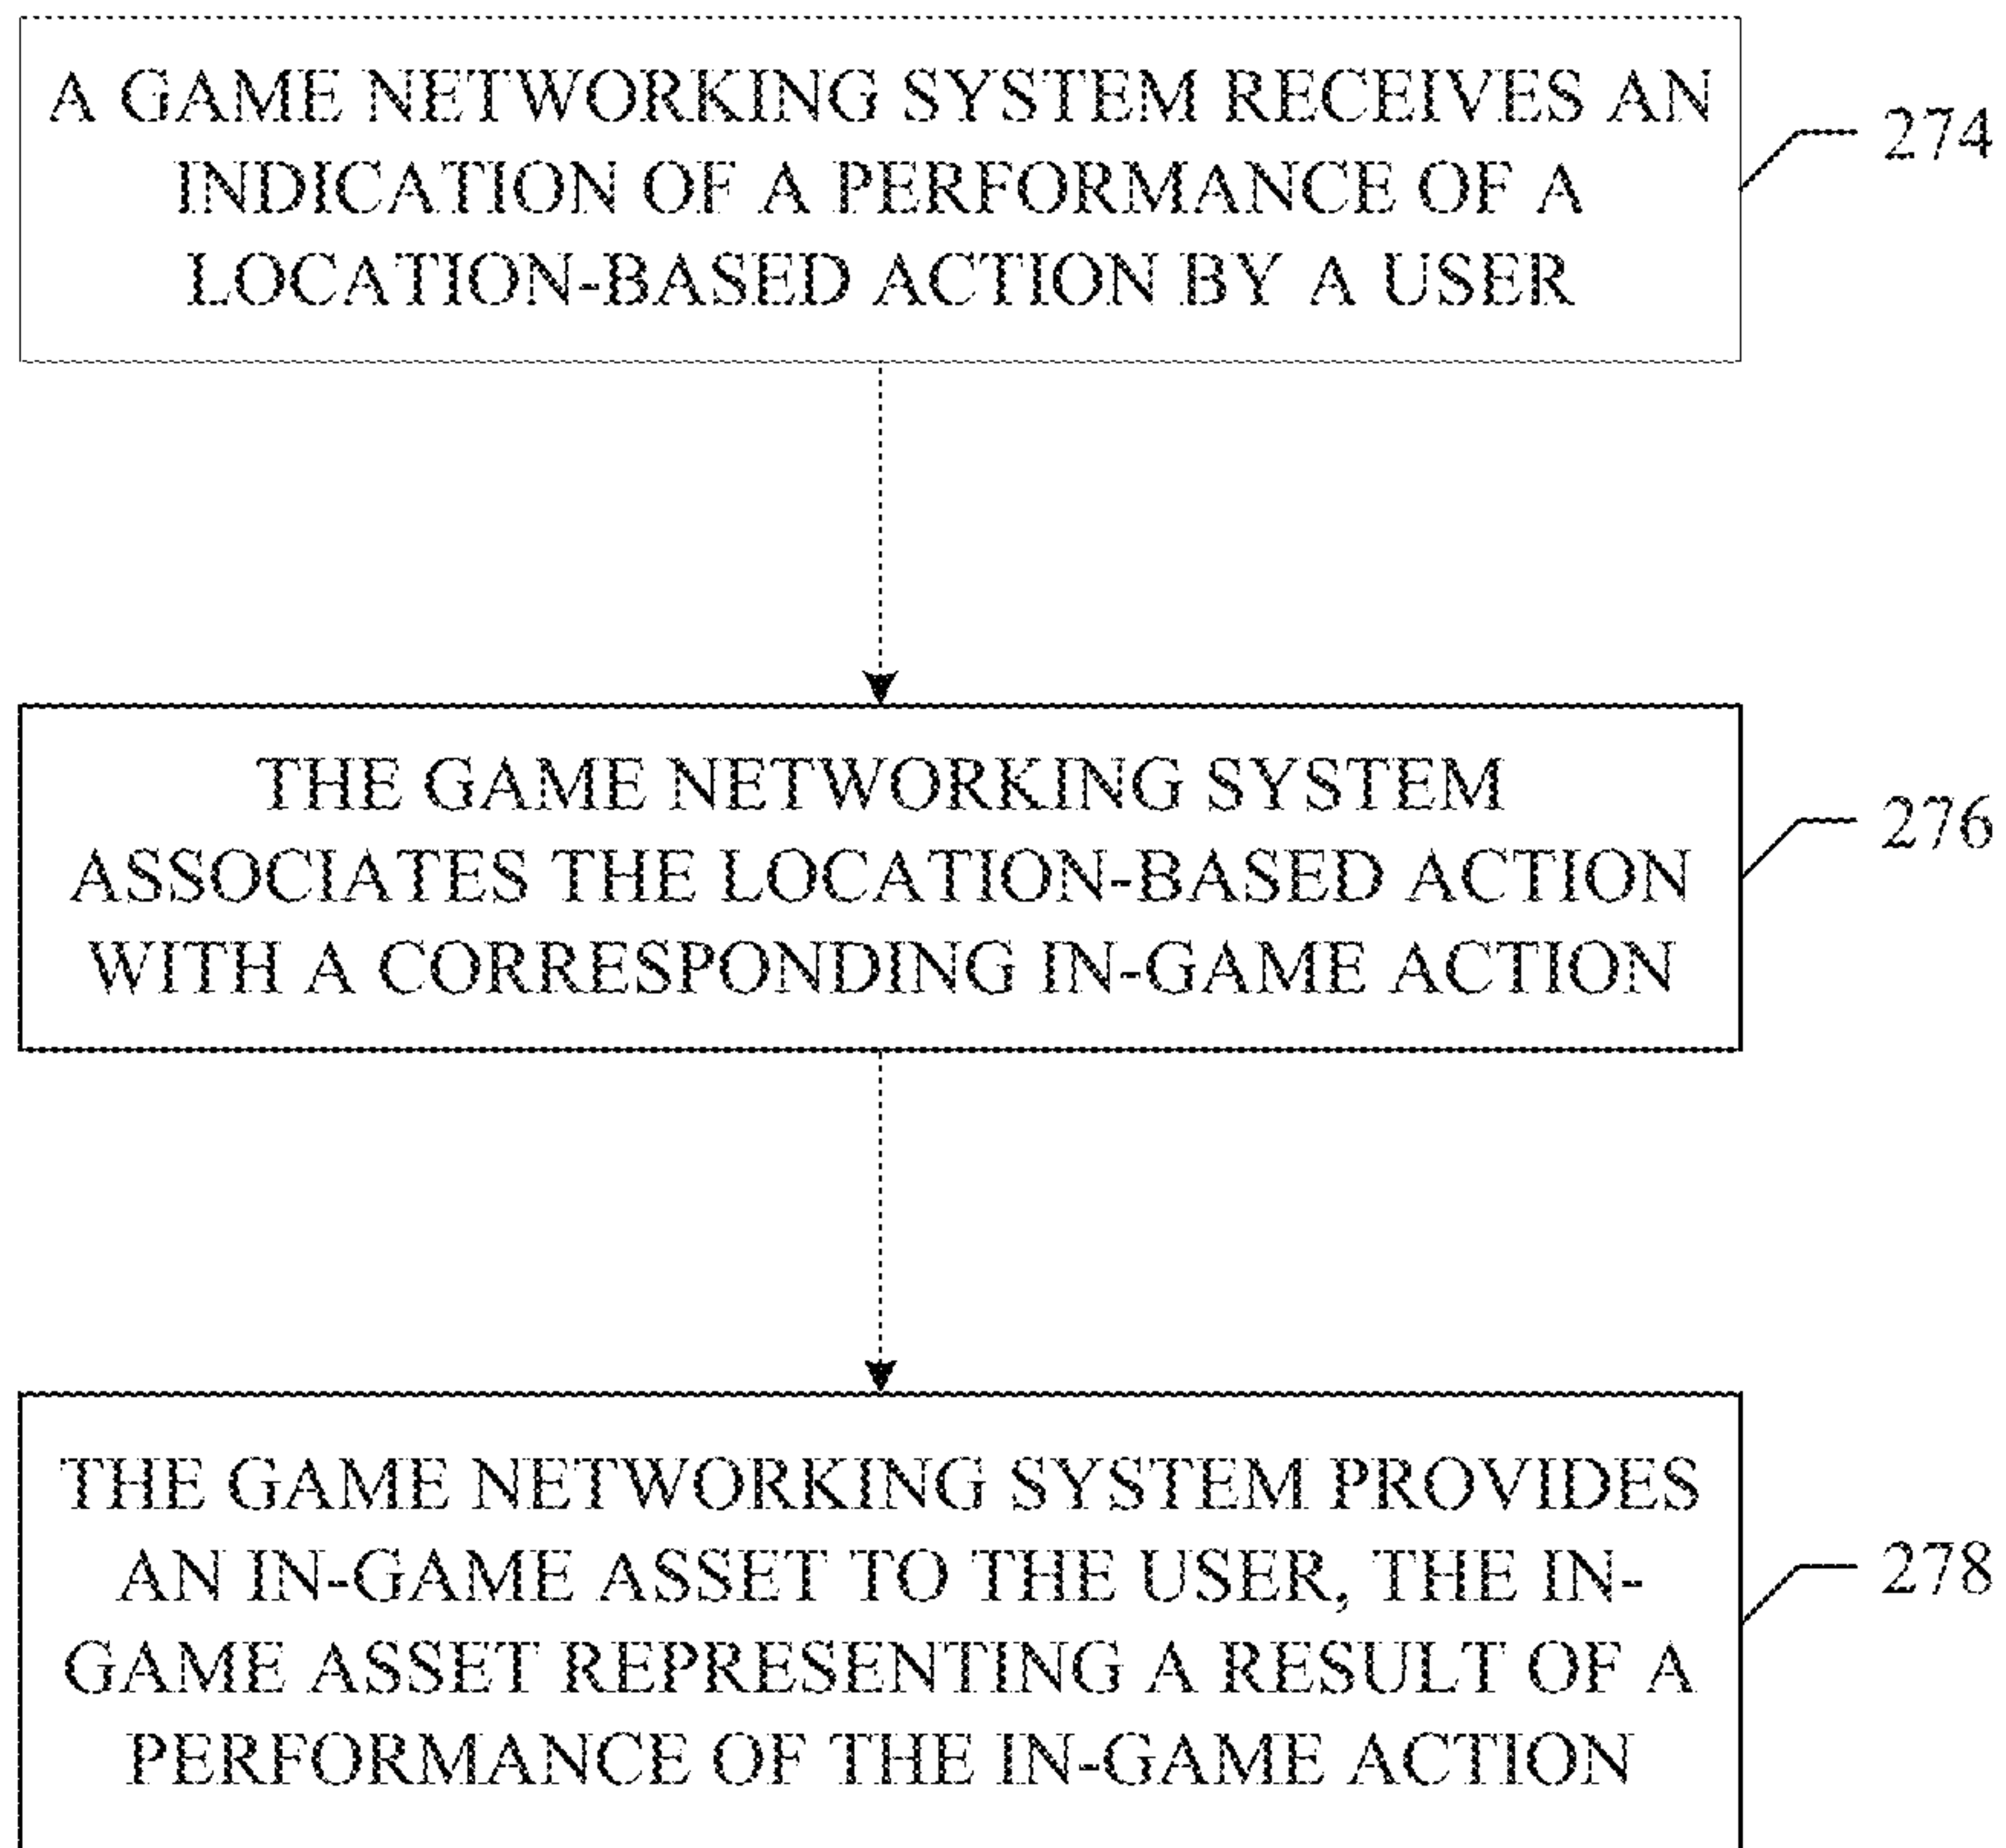 A GAME NETWORKING SYSTEM RECEIVES AN
INDICATION OF A PERFORMANCE OF A
LOCATION-BASED ACTION BY A USER
274
THE GAME NETWORKING SYSTEM
ASSOCIATES THE LOCATION-BASED ACTION
WITH A CORRESPONDING IN-GAME ACTION
276
THE GAME NETWORKING SYSTEM PROVIDES
AN IN-GAME ASSET TO THE USER, THE IN-
GAME ASSET REPRESENTING A RESULT OF A
PERFORMANCE OF THE IN-GAME ACTION
278